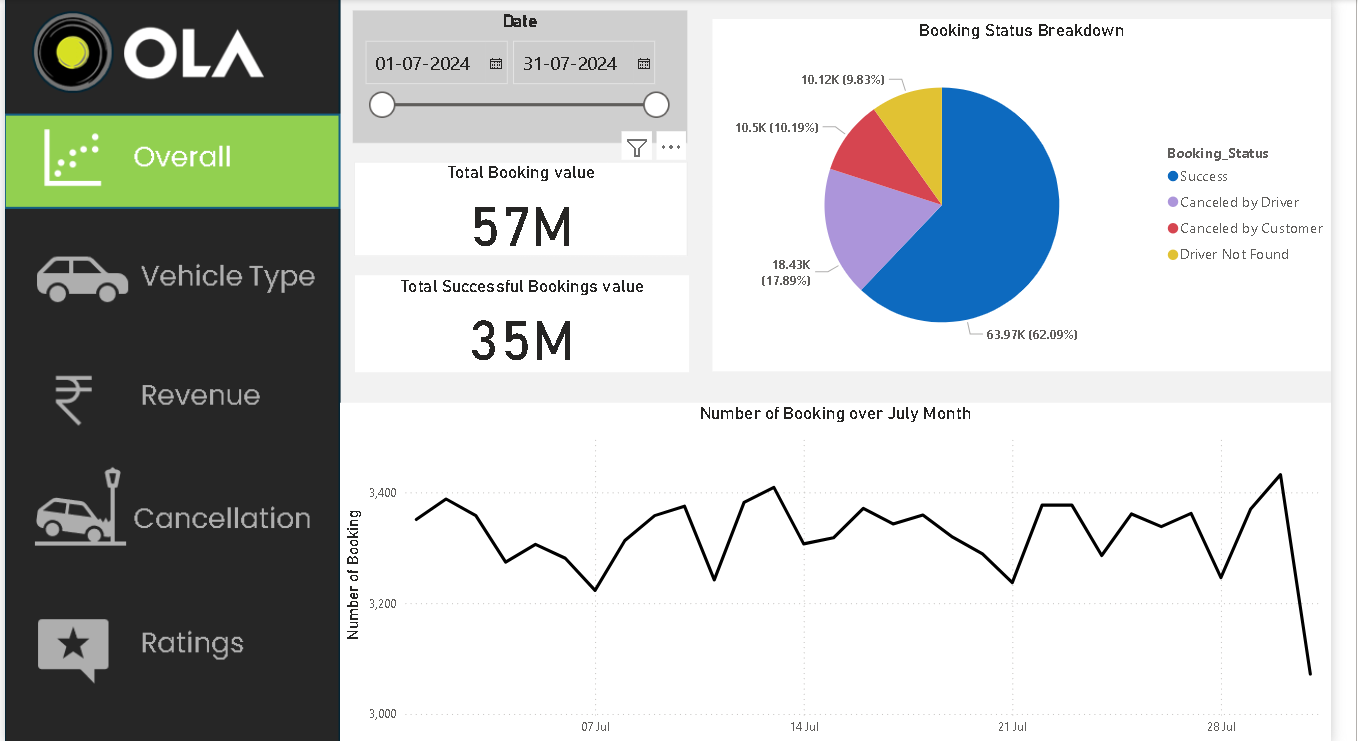 OLA
Overall
Vehicle Type
Revenue
Cancellation
Ratings
Date
01-07-2024
31-07-2024
Total Booking value
57M
Total Successful Bookings value
35M
Booking Status Breakdown
10.12K (9.83%)
10.5K (10.19%)
18.43K
(17.89%)
63.97K (62.09%)
Booking_Status
Success
Canceled by Driver
Canceled by Customer
Driver Not Found
Number of Booking over July Month
Number of Booking
3,400
3,200
3,000
07 Jul
14 Jul
21 Jul
28 Jul